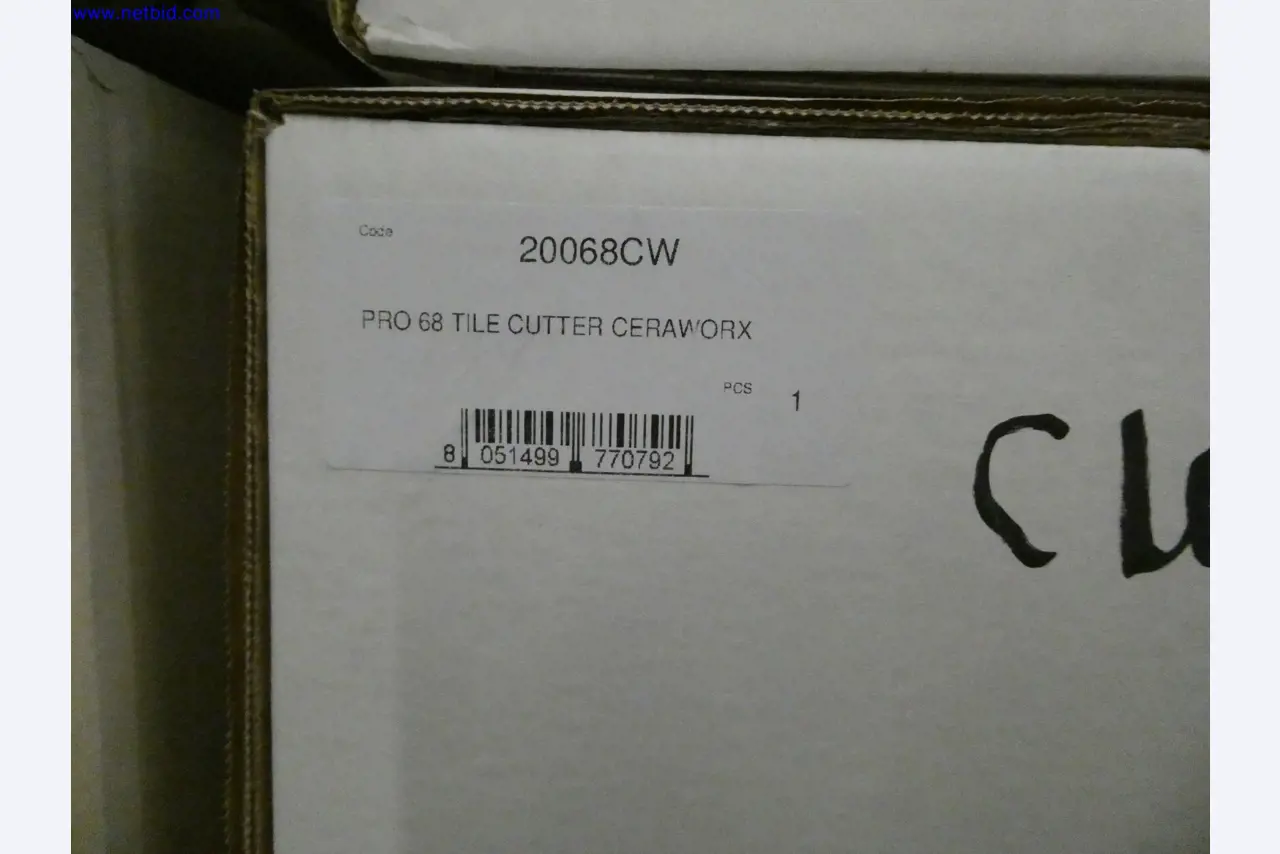 www.netbid.com
Code
20068CW
PRO 68 TILE CUTTER CERAWORX
PCS 1
8 051499 770792